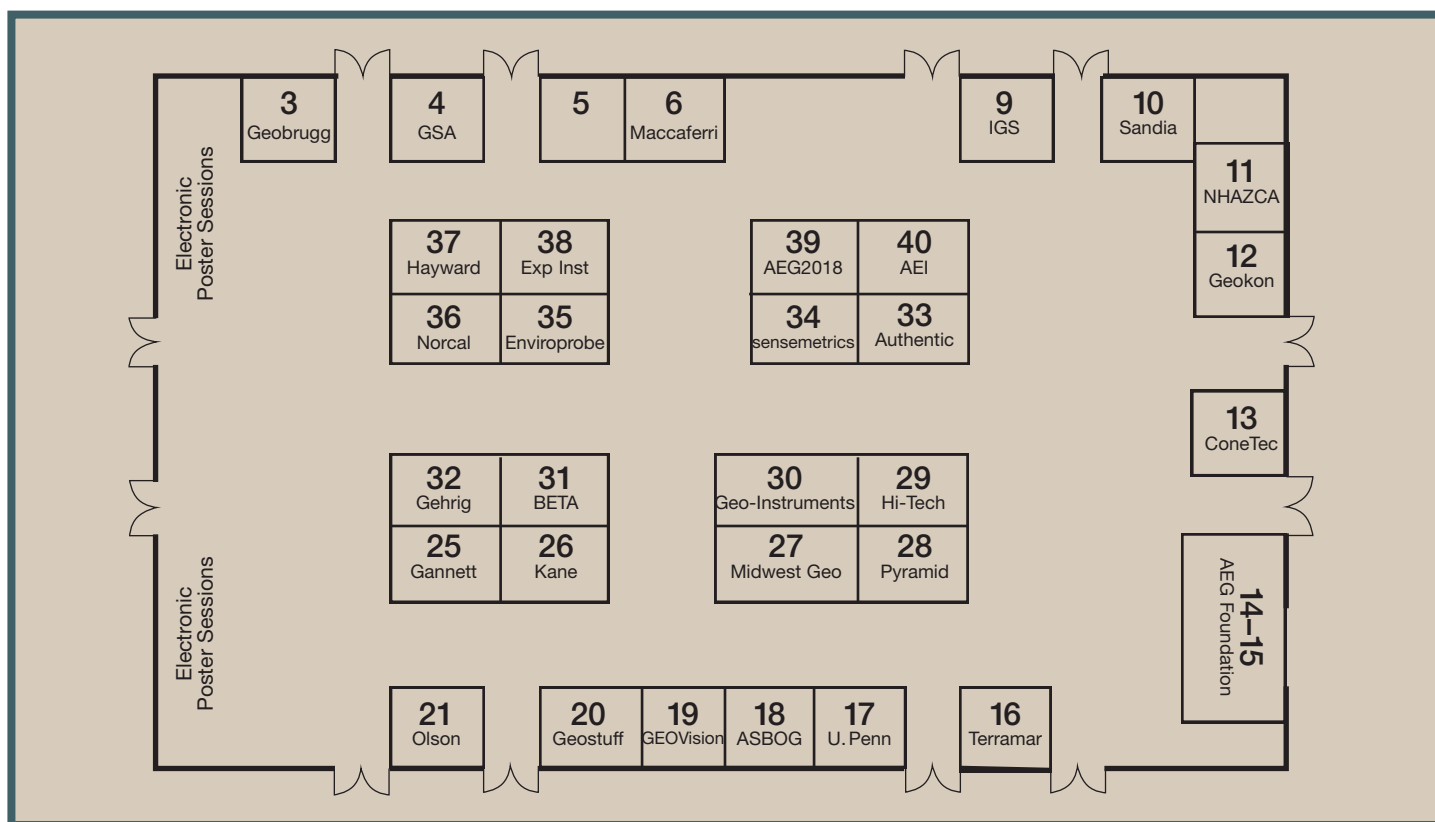 3
Geobrugg
4
GSA
5
6
Maccaferri
9
IGS
10
Sandia
11
NHAZCA
12
Geokon
Electronic
Poster Sessions
37
Hayward
38
Exp Inst
39
AEG2018
40
AEI
36
Norcal
35
Enviroprobe
34
sensemetrics
33
Authentic
13
ConeTec
32
Gehrig
31
BETA
30
Geo-Instruments
29
Hi-Tech
25
Gannett
26
Kane
27
Midwest Geo
28
Pyramid
14–15
AEG Foundation
Electronic
Poster Sessions
21
Olson
20
Geostuff
19
GEOVision
18
ASBOG
17
U. Penn
16
Terramar